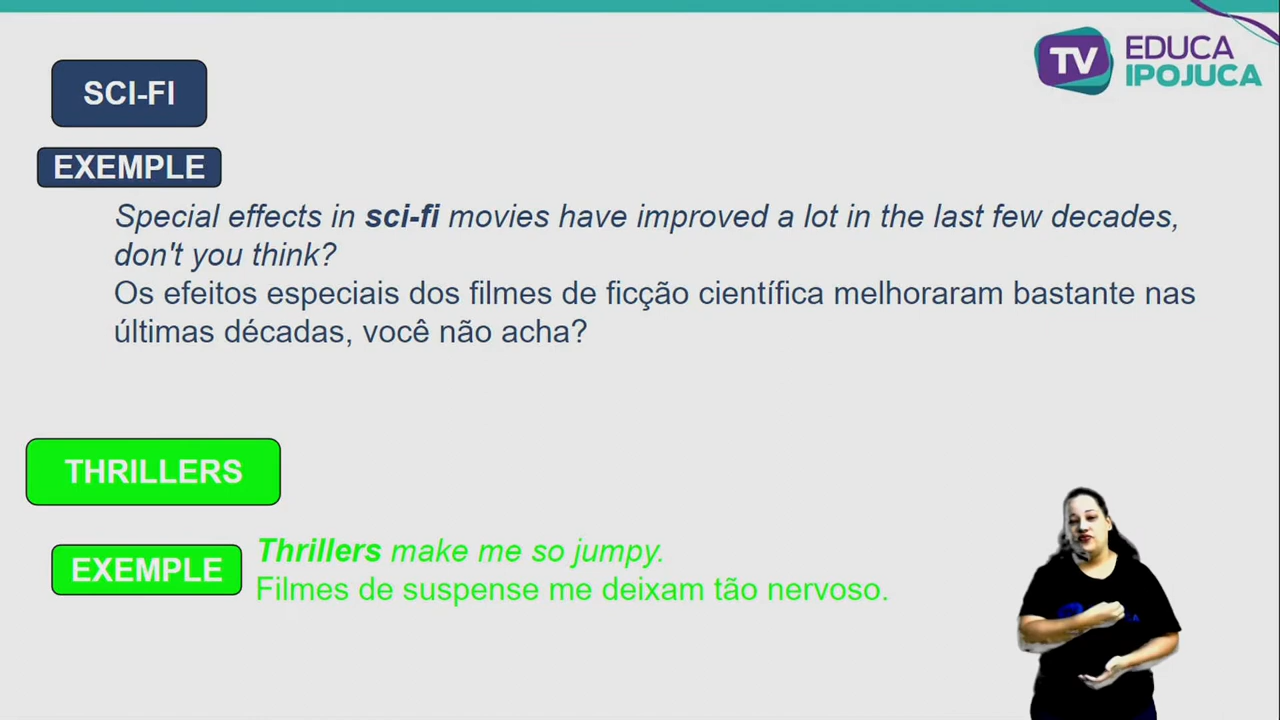 TV EDUCA
IPOJUCA
SCI-FI
EXEMPLE
Special effects in sci-fi movies have improved a lot in the last few decades,
don't you think?
Os efeitos especiais dos filmes de ficção científica melhoraram bastante nas
últimas décadas, você não acha?
THRILLERS
EXEMPLE
Thrillers make me so jumpy.
Filmes de suspense me deixam tão nervoso.